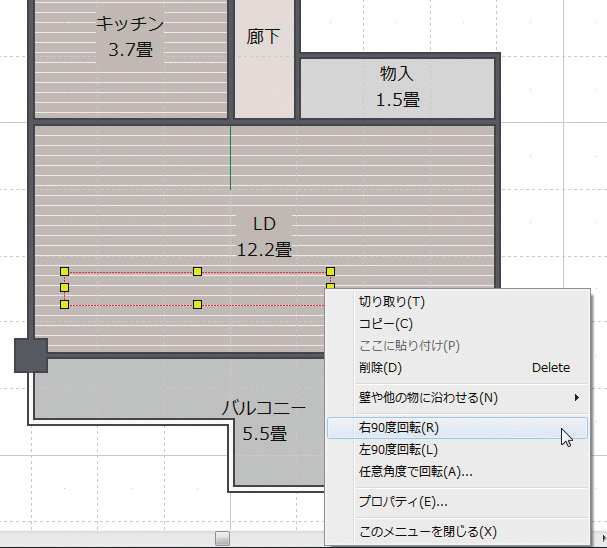 キッチン
3.7畳
廊下
物入
1.5畳
LD
12.2畳
バルコニー
5.5畳
切り取り(T)
コピー(C)
ここに貼り付け(P)
削除(D) Delete
壁や他の物に沿わせる(N)
右90度回転(R)
左90度回転(L)
任意角度で回転(A)...
プロパティ(E)...
このメニューを閉じる(X)